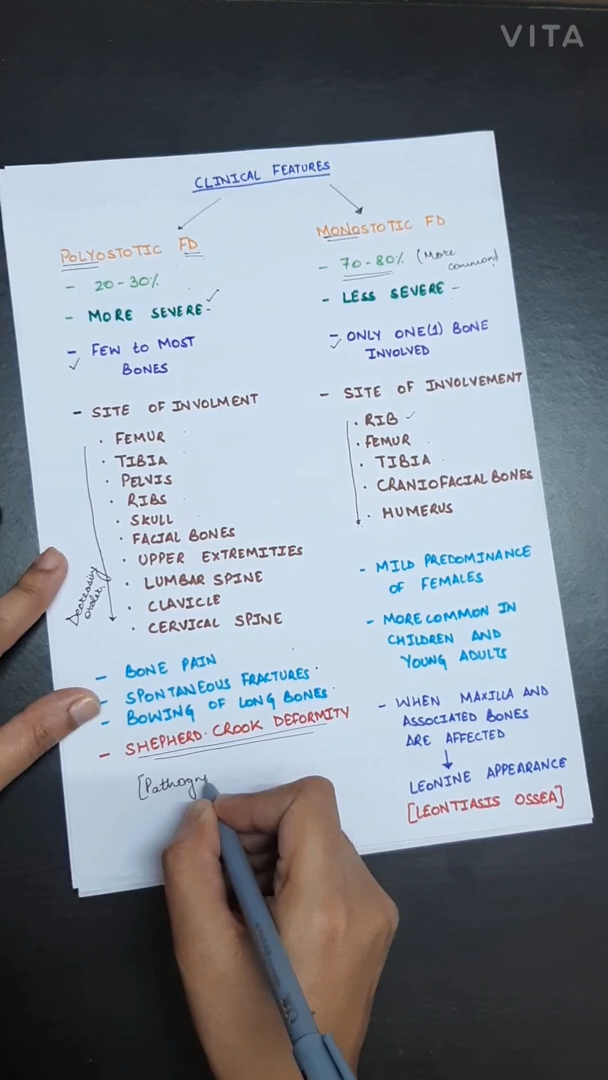 VITA
CLINICAL FEATURES
POLYOSTOTIC FD
- 20-30%
- MORE SEVERE-
- FEW TO MOST
BONES
- SITE OF INVOLMENT
· FEMUR
· TIBIA
· PELVIS
· RIBS
· SKULL
· FACIAL BONES
· UPPER EXTREMITIES
· LUMBAR SPINE
· CLAVICLE
· CERVICAL SPINE
Decreasing
order.
- BONE PAIN
- SPONTANEOUS FRACTURES
- BOWING OF LONG BONES
- SHEPHERD·CROOK DEFORMITY
[Pathogn
MONOSTOTIC FD
- 70-80% (More
common)
- LESS SEVERE -
- ONLY ONE(1) BONE
INVOLVED
- SITE OF INVOLVEMENT
· RIB
· FEMUR
· TIBIA
· CRANIOFACIAL BONES
· HUMERUS
- MILD PREDOMINANCE
OF FEMALES
- MORE COMMON IN
CHILDREN AND
YOUNG ADULTS
- WHEN MAXILLA AND
ASSOCIATED BONES
ARE AFFECTED
LEONINE APPEARANCE
[LEONTIASIS OSSEA]